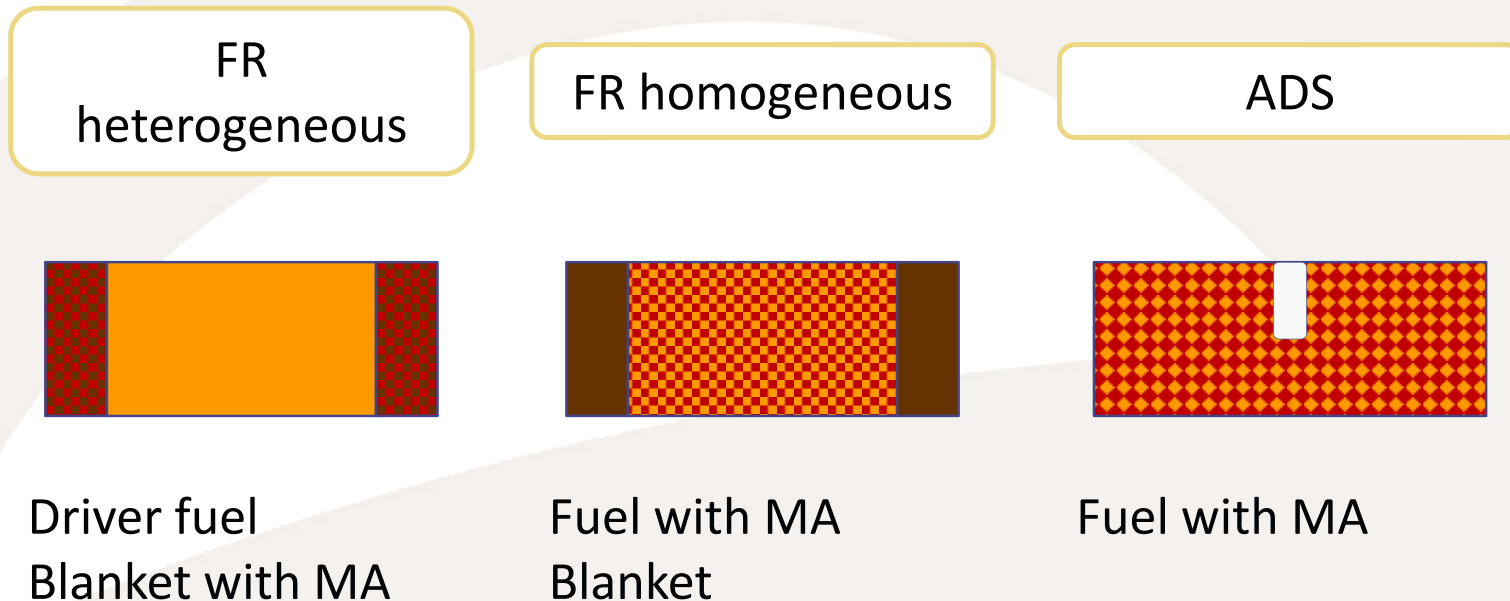 FR
heterogeneous
FR homogeneous
ADS
Driver fuel
Blanket with MA
Fuel with MA
Blanket
Fuel with MA